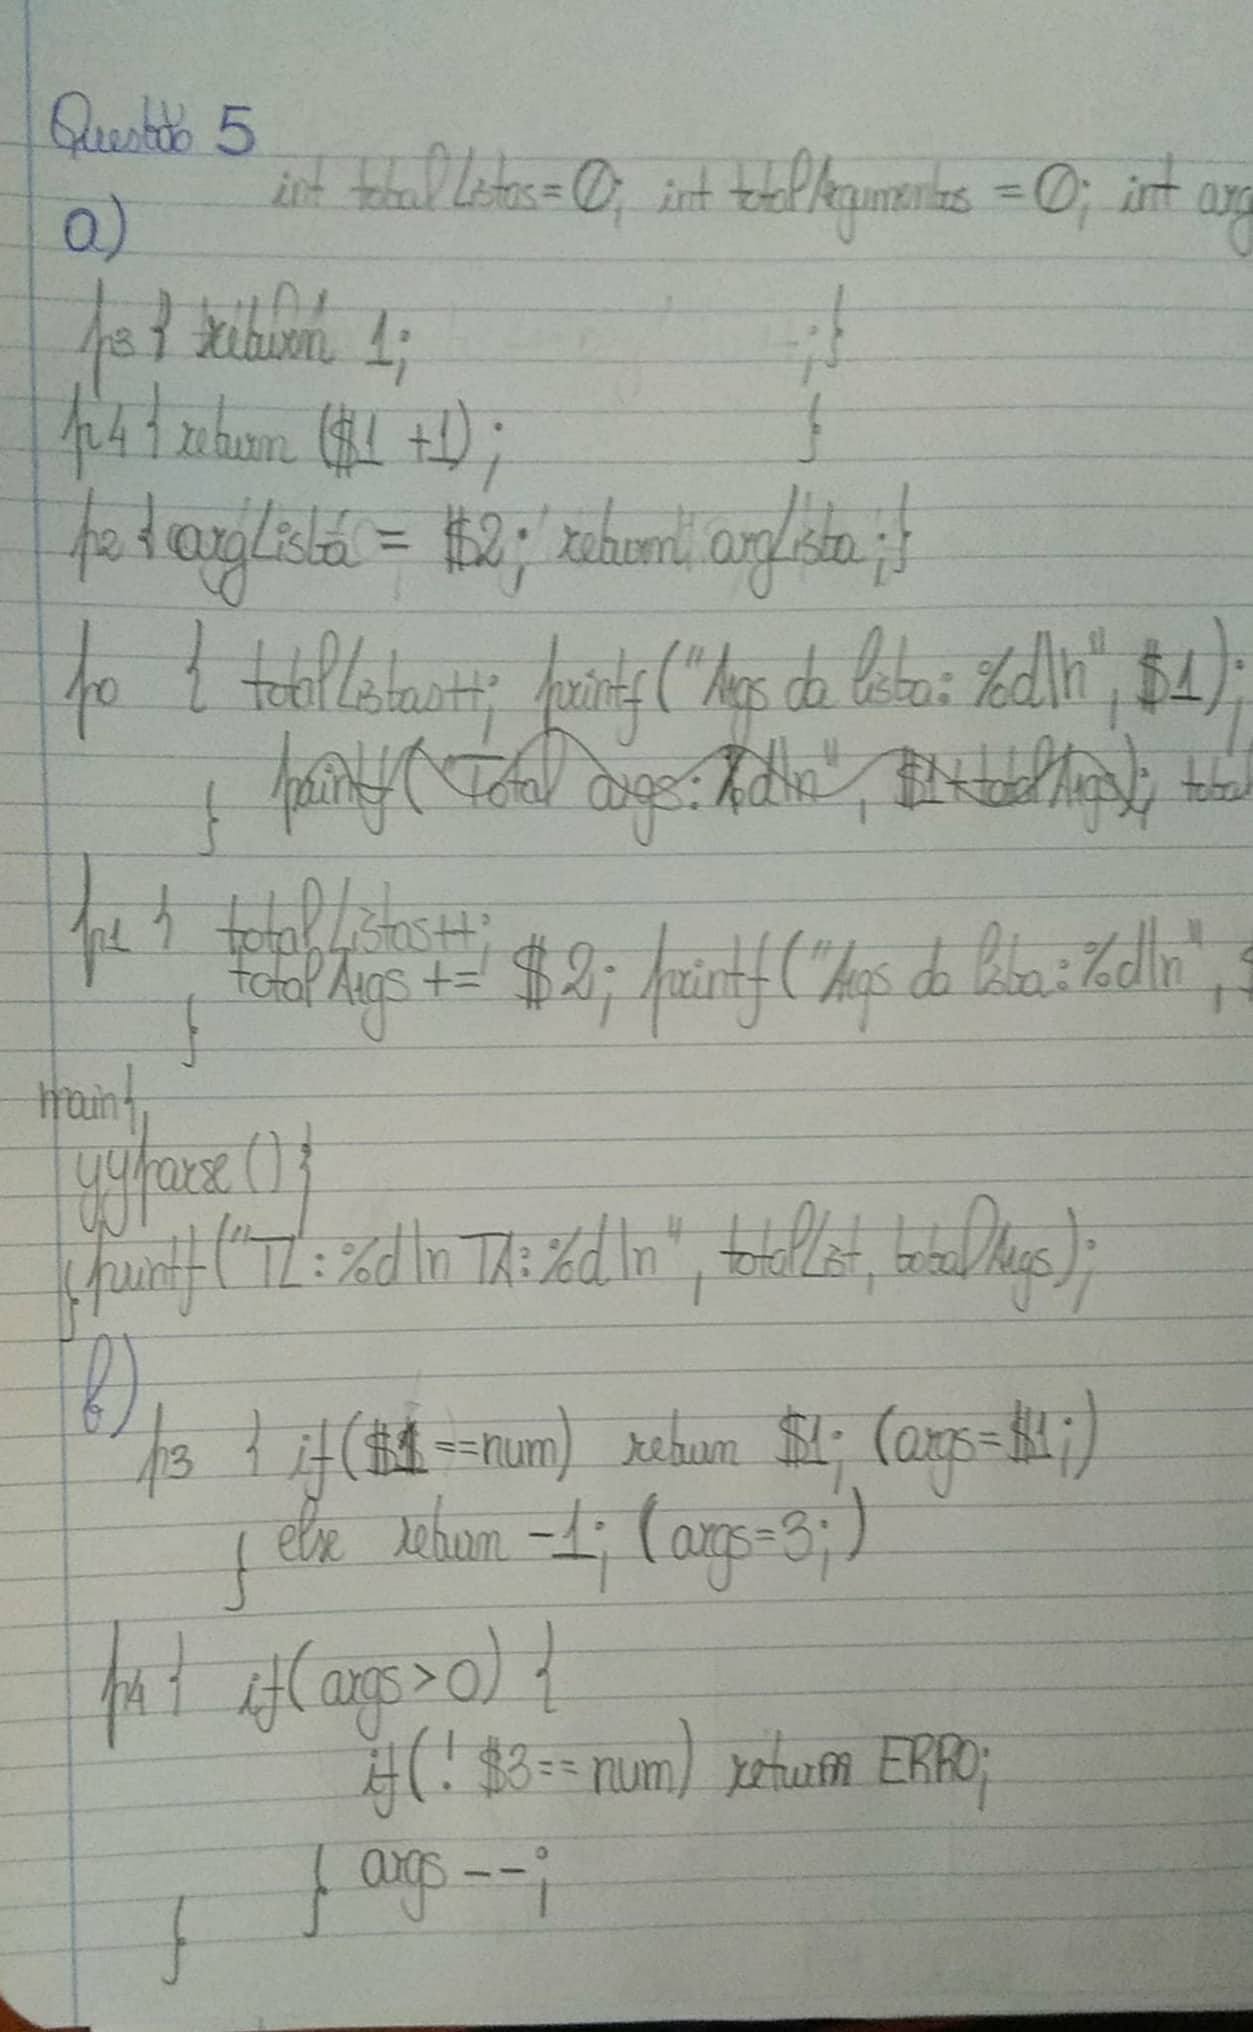 Questão 5
int totalListas=0; int totalArgumentos = 0; int arg
a)
p3 { return 1; ;}
p4 { return ($1 +1); }
p2 { argLista = $2; return argLista;}
p0 { totalListas++; printf("Args da lista: %d\n", $1);
} printf("Total args: %d\n", $1+totalArgs); total
p1 { totalListas++;
totalArgs += $2; printf("Args da lista:%d\n", $
}
main{
yyparse(){
} printf("TL:%d\n TA:%d\n", totalList, totalArgs);
b)
p3 { if($1==num) return $1; (args=$1;)
} else return -1; (args=3;)
p4 { if(args>0) {
if(! $3==num) return ERRO;
} args--;
}